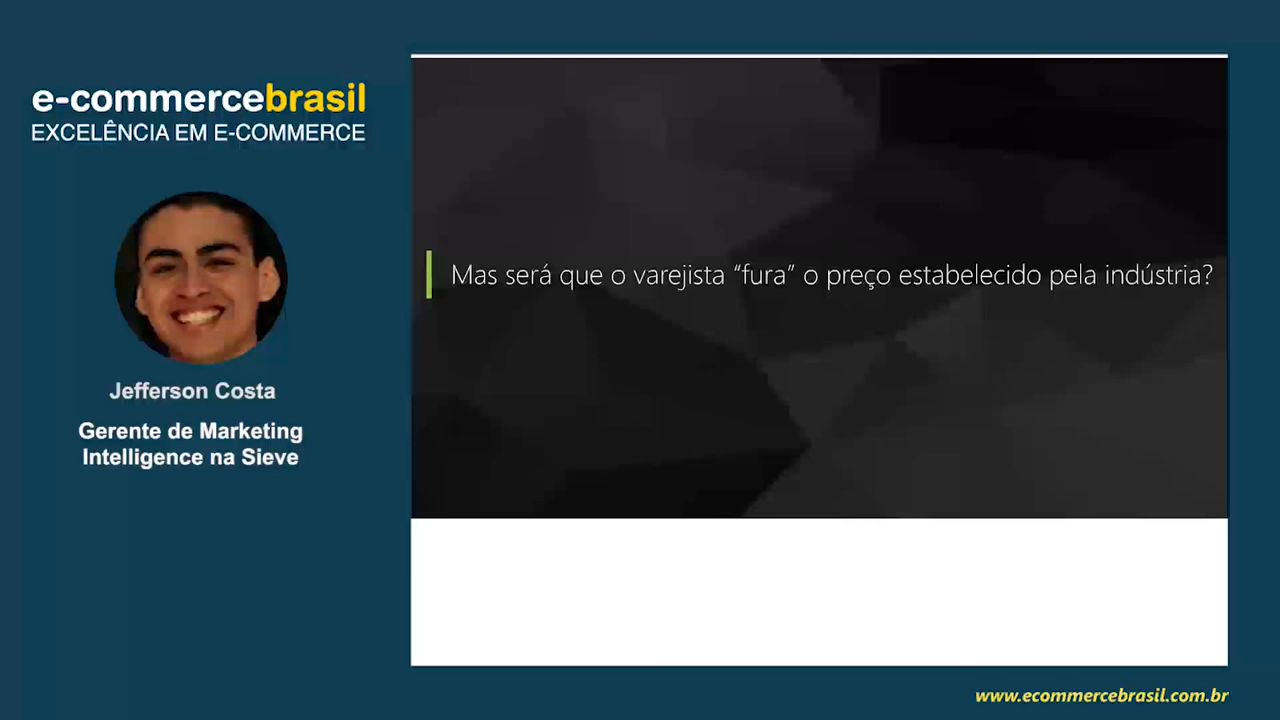 e-commercebrasil
EXCELÊNCIA EM E-COMMERCE
Jefferson Costa
Gerente de Marketing
Intelligence na Sieve
Mas será que o varejista “fura” o preço estabelecido pela indústria?
www.ecommercebrasil.com.br